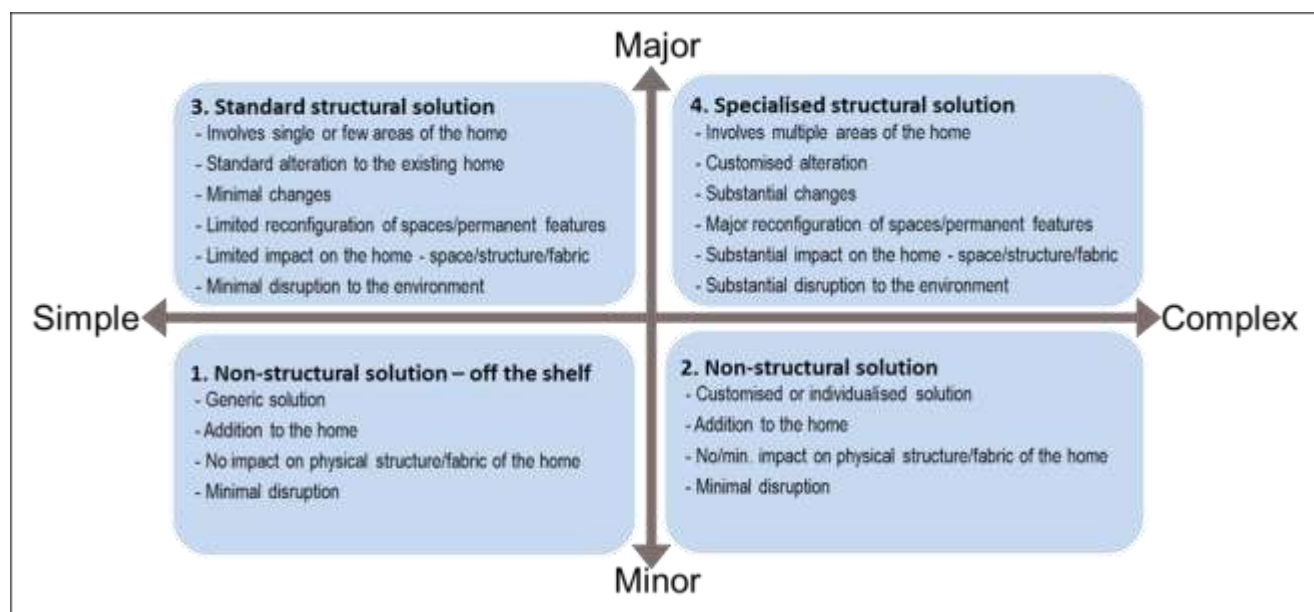 Major
3. Standard structural solution
- Involves single or few areas of the home
- Standard alteration to the existing home
- Minimal changes
- Limited reconfiguration of spaces/permanent features
- Limited impact on the home - space/structure/fabric
- Minimal disruption to the environment
4. Specialised structural solution
- Involves multiple areas of the home
- Customised alteration
- Substantial changes
- Major reconfiguration of spaces/permanent features
- Substantial impact on the home - space/structure/fabric
- Substantial disruption to the environment
Simple
Complex
1. Non-structural solution – off the shelf
- Generic solution
- Addition to the home
- No impact on physical structure/fabric of the home
- Minimal disruption
2. Non-structural solution
- Customised or individualised solution
- Addition to the home
- No/min. impact on physical structure/fabric of the home
- Minimal disruption
Minor